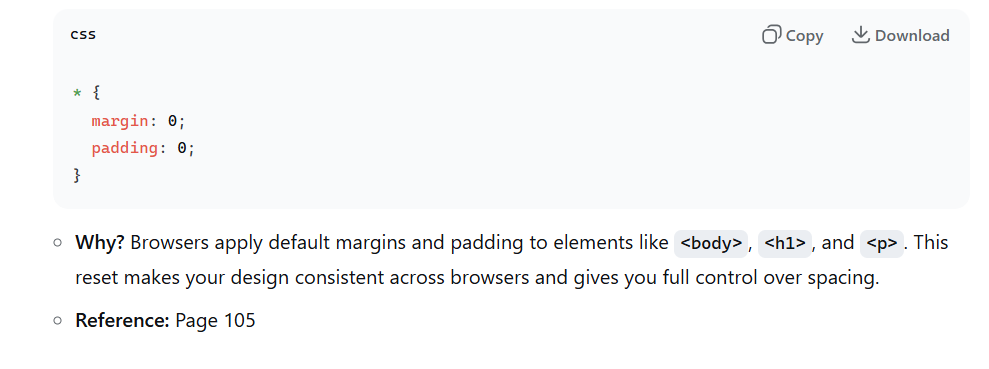 css
Copy
Download
* {
  margin: 0;
  padding: 0;
}
Why? Browsers apply default margins and padding to elements like <body>, <h1>, and <p>. This
reset makes your design consistent across browsers and gives you full control over spacing.
Reference: Page 105